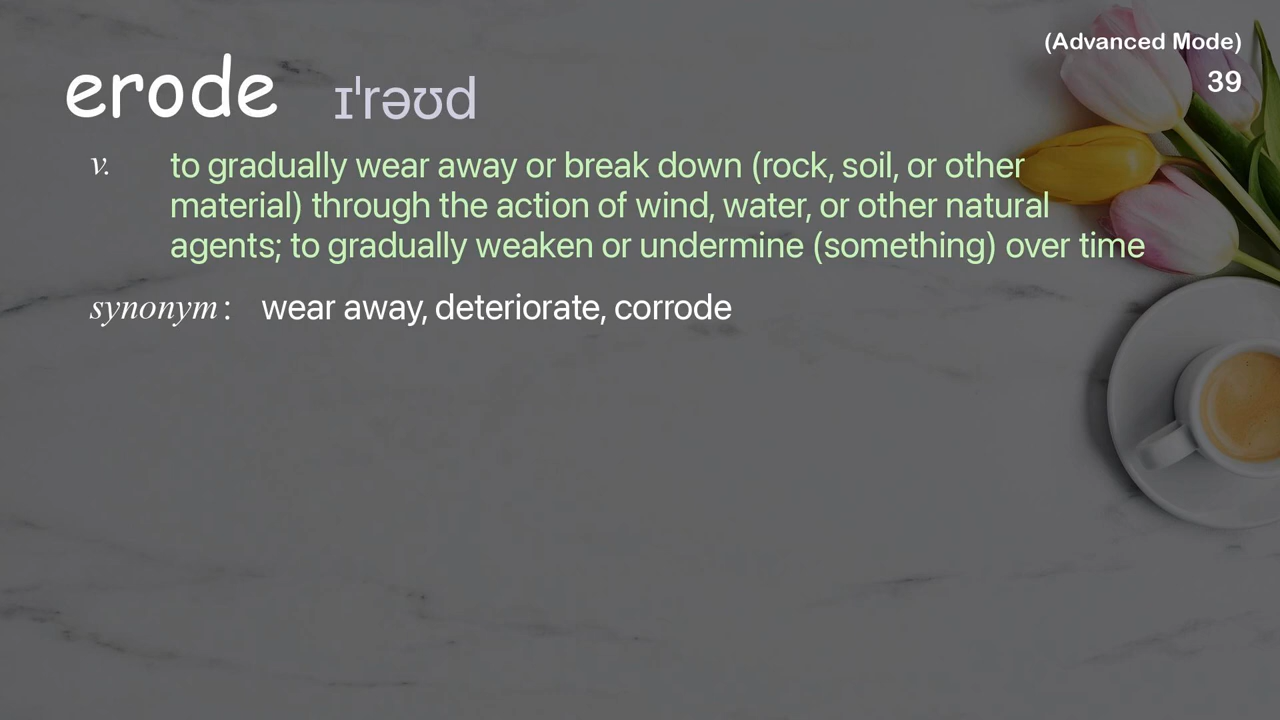 (Advanced Mode)
erode ɪˈrəʊd
39
v. to gradually wear away or break down (rock, soil, or other
material) through the action of wind, water, or other natural
agents; to gradually weaken or undermine (something) over time
synonym : wear away, deteriorate, corrode